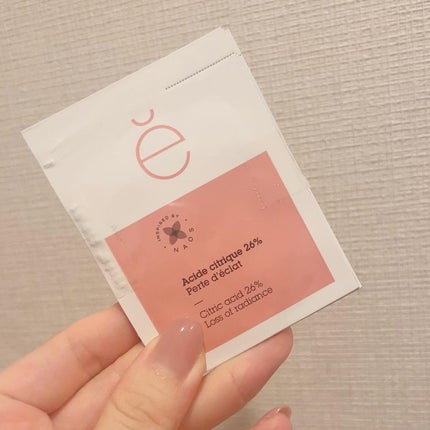 ĕ
INSPIRED BY
NAOS
Acide citrique 26%
Perte d'éclat
Citric acid 26%
Loss of radiance